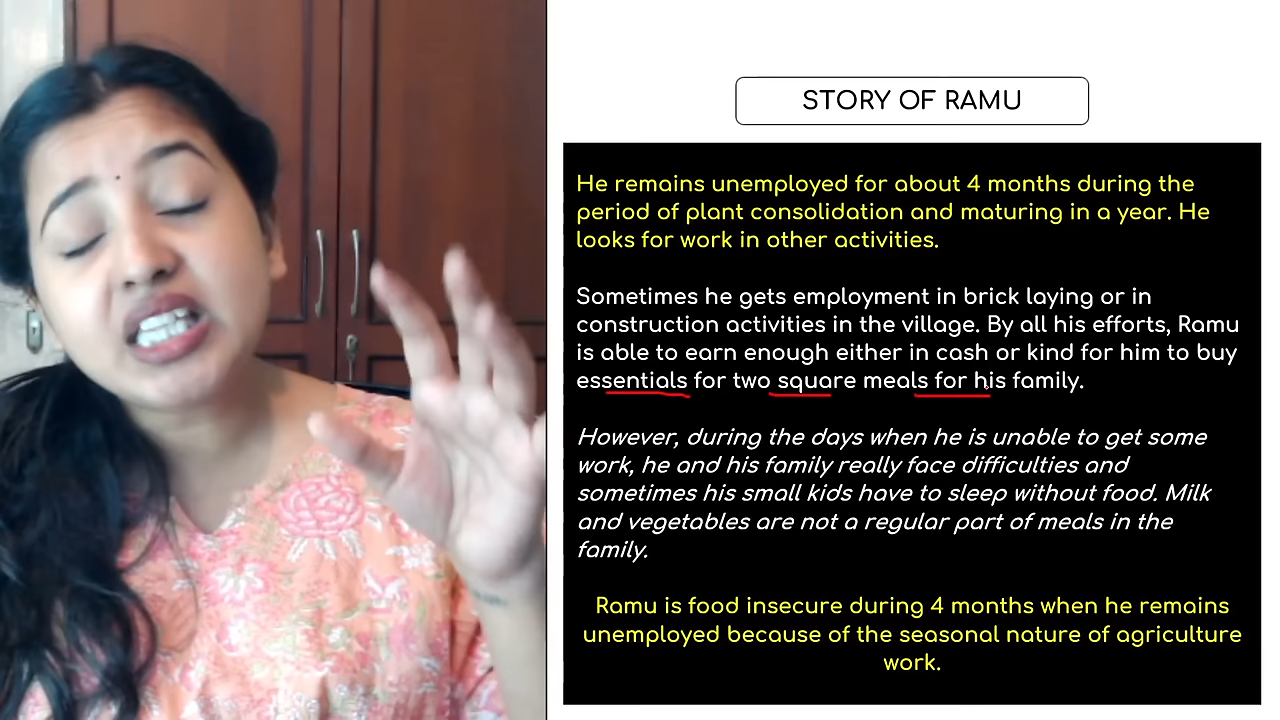 STORY OF RAMU
He remains unemployed for about 4 months during the
period of plant consolidation and maturing in a year. He
looks for work in other activities.
Sometimes he gets employment in brick laying or in
construction activities in the village. By all his efforts, Ramu
is able to earn enough either in cash or kind for him to buy
essentials for two square meals for his family.
However, during the days when he is unable to get some
work, he and his family really face difficulties and
sometimes his small kids have to sleep without food. Milk
and vegetables are not a regular part of meals in the
family.
Ramu is food insecure during 4 months when he remains
unemployed because of the seasonal nature of agriculture
work.